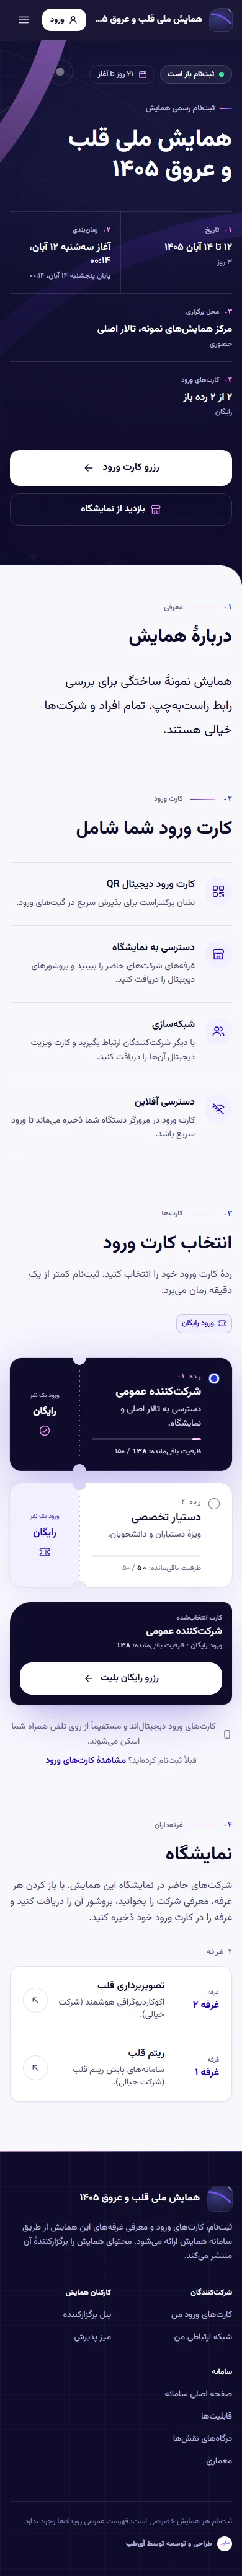 همایش ملی قلب و عروق ۵...
ورود
ثبت‌نام باز است
۲۱ روز تا آغاز
ثبت‌نام رسمی همایش
همایش ملی قلب
و عروق ۱۴۰۵
۰۱ تاریخ
۱۲ تا ۱۴ آبان ۱۴۰۵
۳ روز
۰۲ زمان‌بندی
آغاز سه‌شنبه ۱۲ آبان،
۰۰:۱۴
پایان پنجشنبه ۱۴ آبان، ۰۰:۱۴
۰۳ محل برگزاری
مرکز همایش‌های نمونه، تالار اصلی
حضوری
۰۴ کارت‌های ورود
۲ از ۲ رده باز
رایگان
رزرو کارت ورود
بازدید از نمایشگاه
۰۱ معرفی
دربارهٔ همایش
همایش نمونهٔ ساختگی برای بررسی
رابط راست‌به‌چپ. تمام افراد و شرکت‌ها
خیالی هستند.
۰۲ کارت ورود
کارت ورود شما شامل
کارت ورود دیجیتال QR
نشان پرکنتراست برای پذیرش سریع در گیت‌های ورود.
دسترسی به نمایشگاه
غرفه‌های شرکت‌های حاضر را ببینید و بروشورهای
دیجیتال را دریافت کنید.
شبکه‌سازی
با دیگر شرکت‌کنندگان ارتباط بگیرید و کارت ویزیت
دیجیتال آن‌ها را دریافت کنید.
دسترسی آفلاین
کارت ورود در مرورگر دستگاه شما ذخیره می‌ماند تا ورود
سریع باشد.
۰۳ کارت‌ها
انتخاب کارت ورود
ردهٔ کارت ورود خود را انتخاب کنید. ثبت‌نام کمتر از یک
دقیقه زمان می‌برد.
ورود رایگان
رده ۰۱
شرکت‌کننده عمومی
دسترسی به تالار اصلی و
نمایشگاه.
ظرفیت باقی‌مانده: ۱۳۸ / ۱۵۰
ورود یک نفر
رایگان
رده ۰۲
دستیار تخصصی
ویژهٔ دستیاران و دانشجویان.
ظرفیت باقی‌مانده: ۵۰ / ۵۰
ورود یک نفر
رایگان
کارت انتخاب‌شده
شرکت‌کننده عمومی
ورود رایگان · ظرفیت باقی‌مانده: ۱۳۸
رزرو رایگان بلیت
کارت‌های ورود دیجیتال‌اند و مستقیماً از روی تلفن همراه شما
اسکن می‌شوند.
قبلاً ثبت‌نام کرده‌اید؟ مشاهدهٔ کارت‌های ورود
۰۴ غرفه‌داران
نمایشگاه
شرکت‌های حاضر در نمایشگاه این همایش. با باز کردن هر
غرفه، معرفی شرکت را بخوانید، بروشور آن را دریافت کنید و
غرفه را در کارت ورود خود ذخیره کنید.
۲ غرفه
غرفه
غرفه ۲
تصویربرداری قلب
اکوکاردیوگرافی هوشمند (شرکت
خیالی).
غرفه
غرفه ۱
ریتم قلب
سامانه‌های پایش ریتم قلب
(شرکت خیالی).
همایش ملی قلب و عروق ۱۴۰۵
ثبت‌نام، کارت‌های ورود و معرفی غرفه‌های این همایش از طریق
سامانه همایش ارائه می‌شود. محتوای همایش را برگزارکنندهٔ آن
منتشر می‌کند.
شرکت‌کنندگان
کارت‌های ورود من
شبکه ارتباطی من
کارکنان همایش
پنل برگزارکننده
میز پذیرش
سامانه
صفحه اصلی سامانه
قابلیت‌ها
درگاه‌های نقش‌ها
معماری
ثبت‌نام هر همایش خصوصی است؛ فهرست عمومی رویدادها وجود ندارد.
طراحی و توسعه توسط آی‌طب